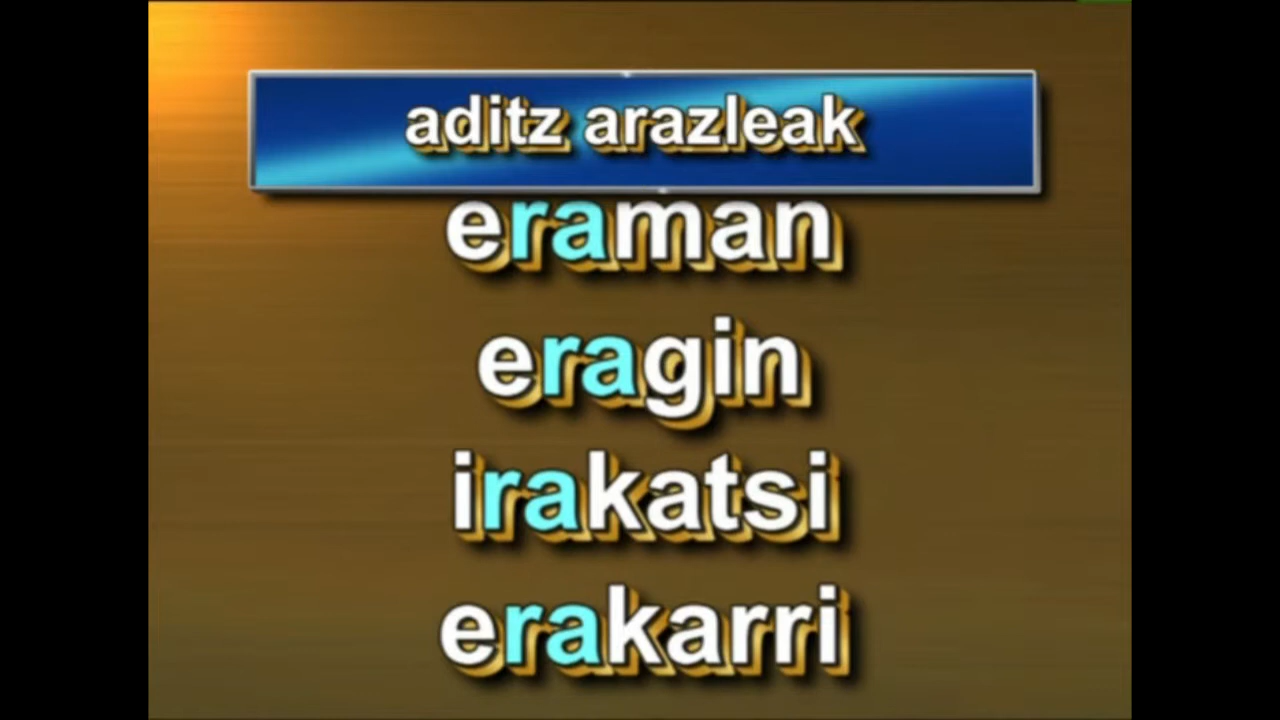 aditz arazleak
eraman
eragin
irakatsi
erakarri